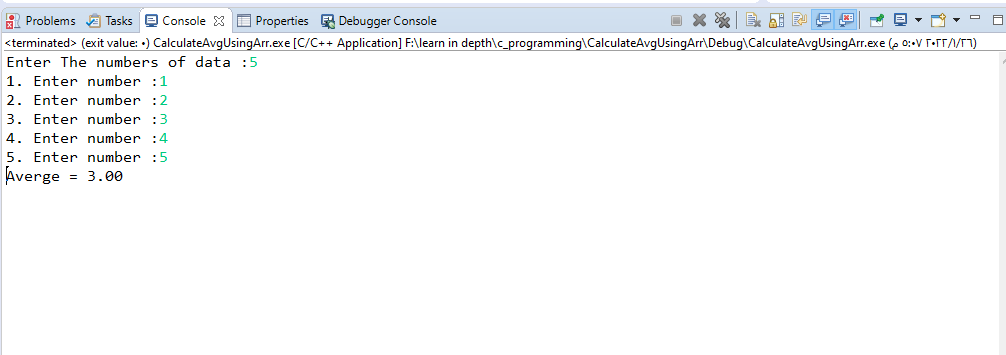 Problems Tasks Console Properties Debugger Console
<terminated> (exit value: ٠) CalculateAvgUsingArr.exe [C/C++ Application] F:\learn in depth\c_programming\CalculateAvgUsingArr\Debug\CalculateAvgUsingArr.exe (٢٠٢٢/١/٢٦ ٥:٠٧ م)
Enter The numbers of data :5
1. Enter number :1
2. Enter number :2
3. Enter number :3
4. Enter number :4
5. Enter number :5
Averge = 3.00